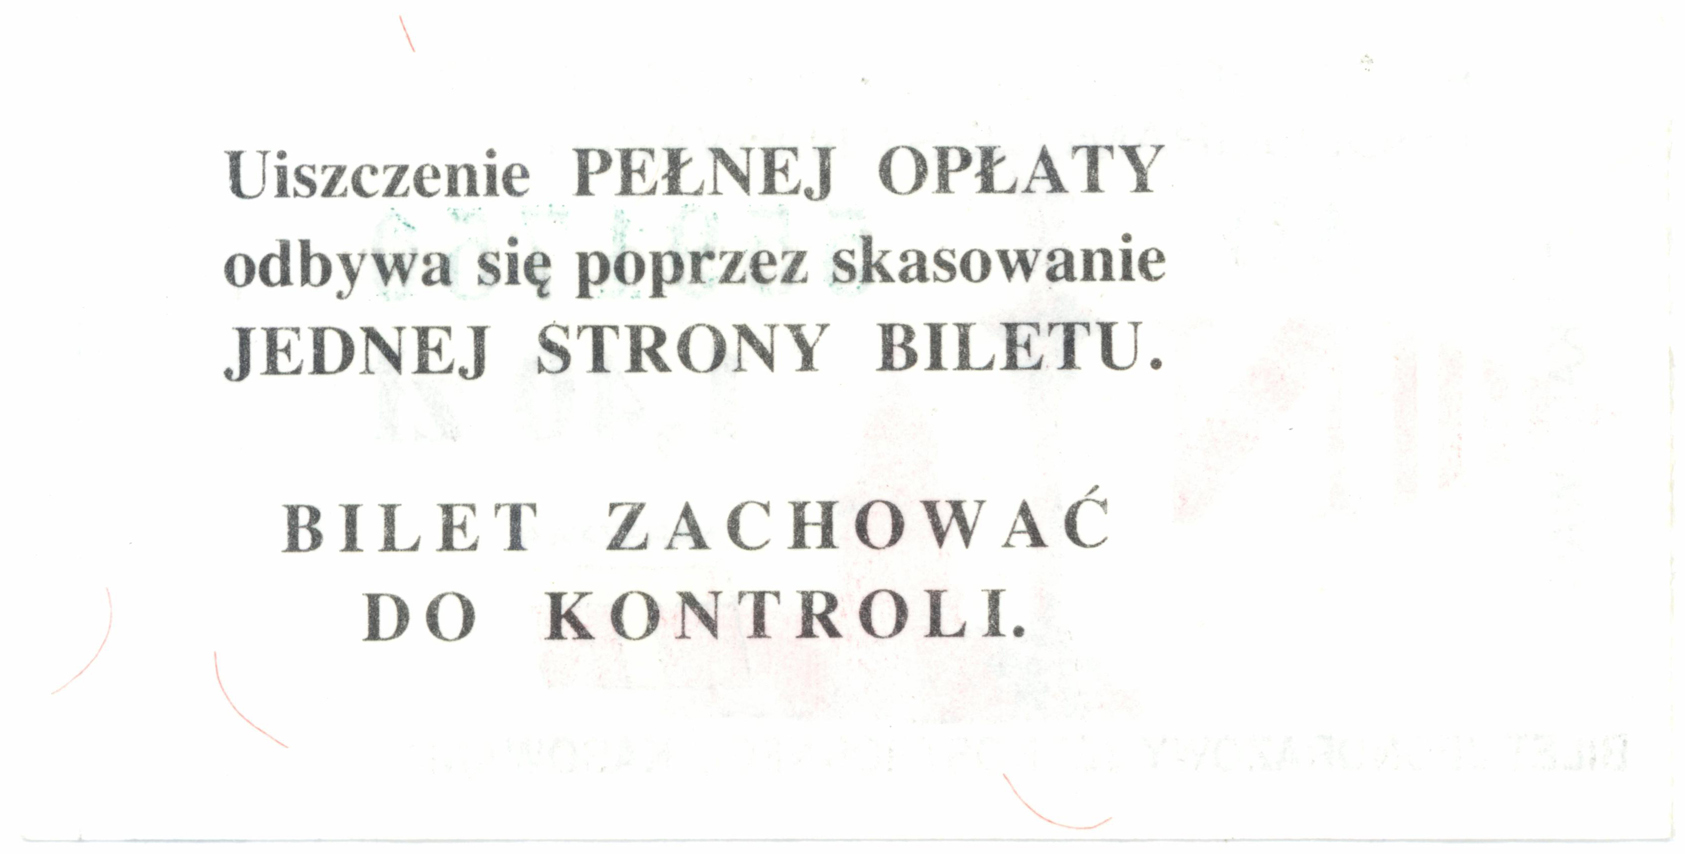 Uiszczenie PEŁNEJ OPŁATY
odbywa się poprzez skasowanie
JEDNEJ STRONY BILETU.
BILET ZACHOWAĆ
DO KONTROLI.